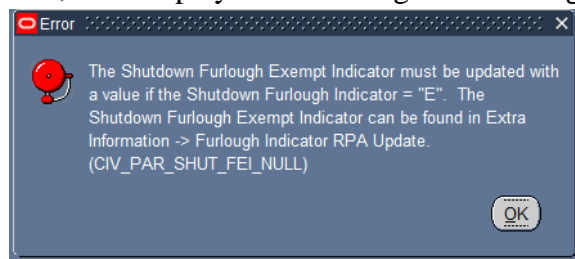 Error
The Shutdown Furlough Exempt Indicator must be updated with
a value if the Shutdown Furlough Indicator = "E".  The
Shutdown Furlough Exempt Indicator can be found in Extra
Information -> Furlough Indicator RPA Update.
(CIV_PAR_SHUT_FEI_NULL)
OK